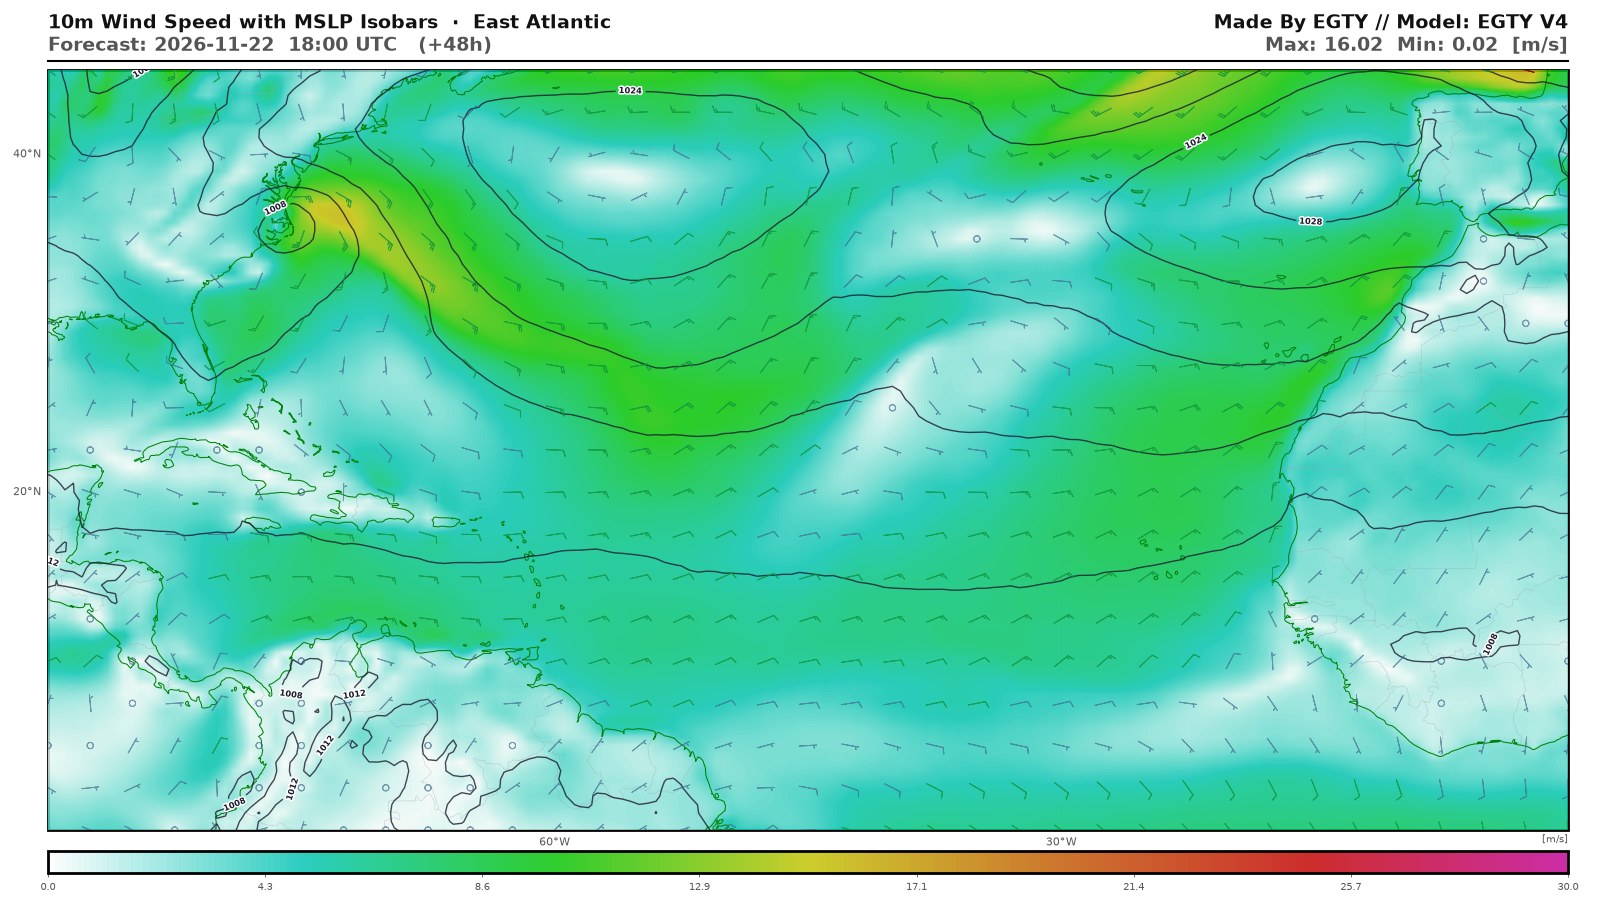 10m Wind Speed with MSLP Isobars · East Atlantic
Made By EGTY // Model: EGTY V4
Forecast: 2026-11-22 18:00 UTC (+48h)
Max: 16.02 Min: 0.02 [m/s]
1024
1024
40°N
1008
1028
20°N
12
1008
1008
1012
1012
1012
1008
60°W
30°W
[m/s]
0.0
4.3
8.6
12.9
17.1
21.4
25.7
30.0